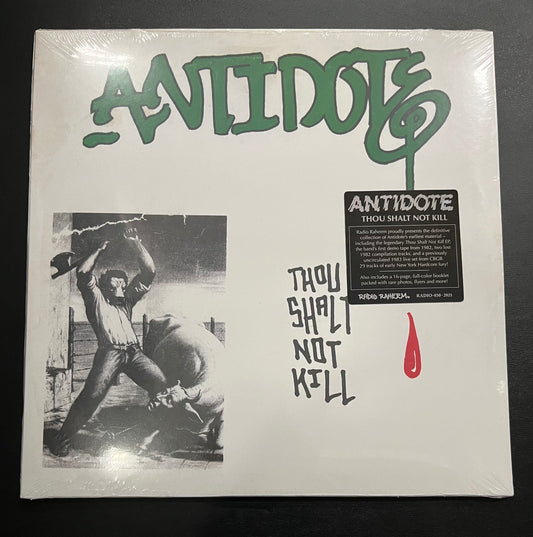 ANTIDOTE
ANTIDOTE
THOU SHALT NOT KILL
Radio Raheem proudly presents the definitive
collection of Antidote's earliest material –
including the legendary Thou Shalt Not Kill EP,
the band's first demo tape from 1982, two lost
1982 compilation tracks, and a previously
uncirculated 1983 live set from CBGB.
29 tracks of early New York Hardcore fury!
Also includes a 16-page, full-color booklet
packed with rare photos, flyers and more!
RADIO RAHEEM. RADIO-030 · 2021
THOU
SHALT
NOT
KILL